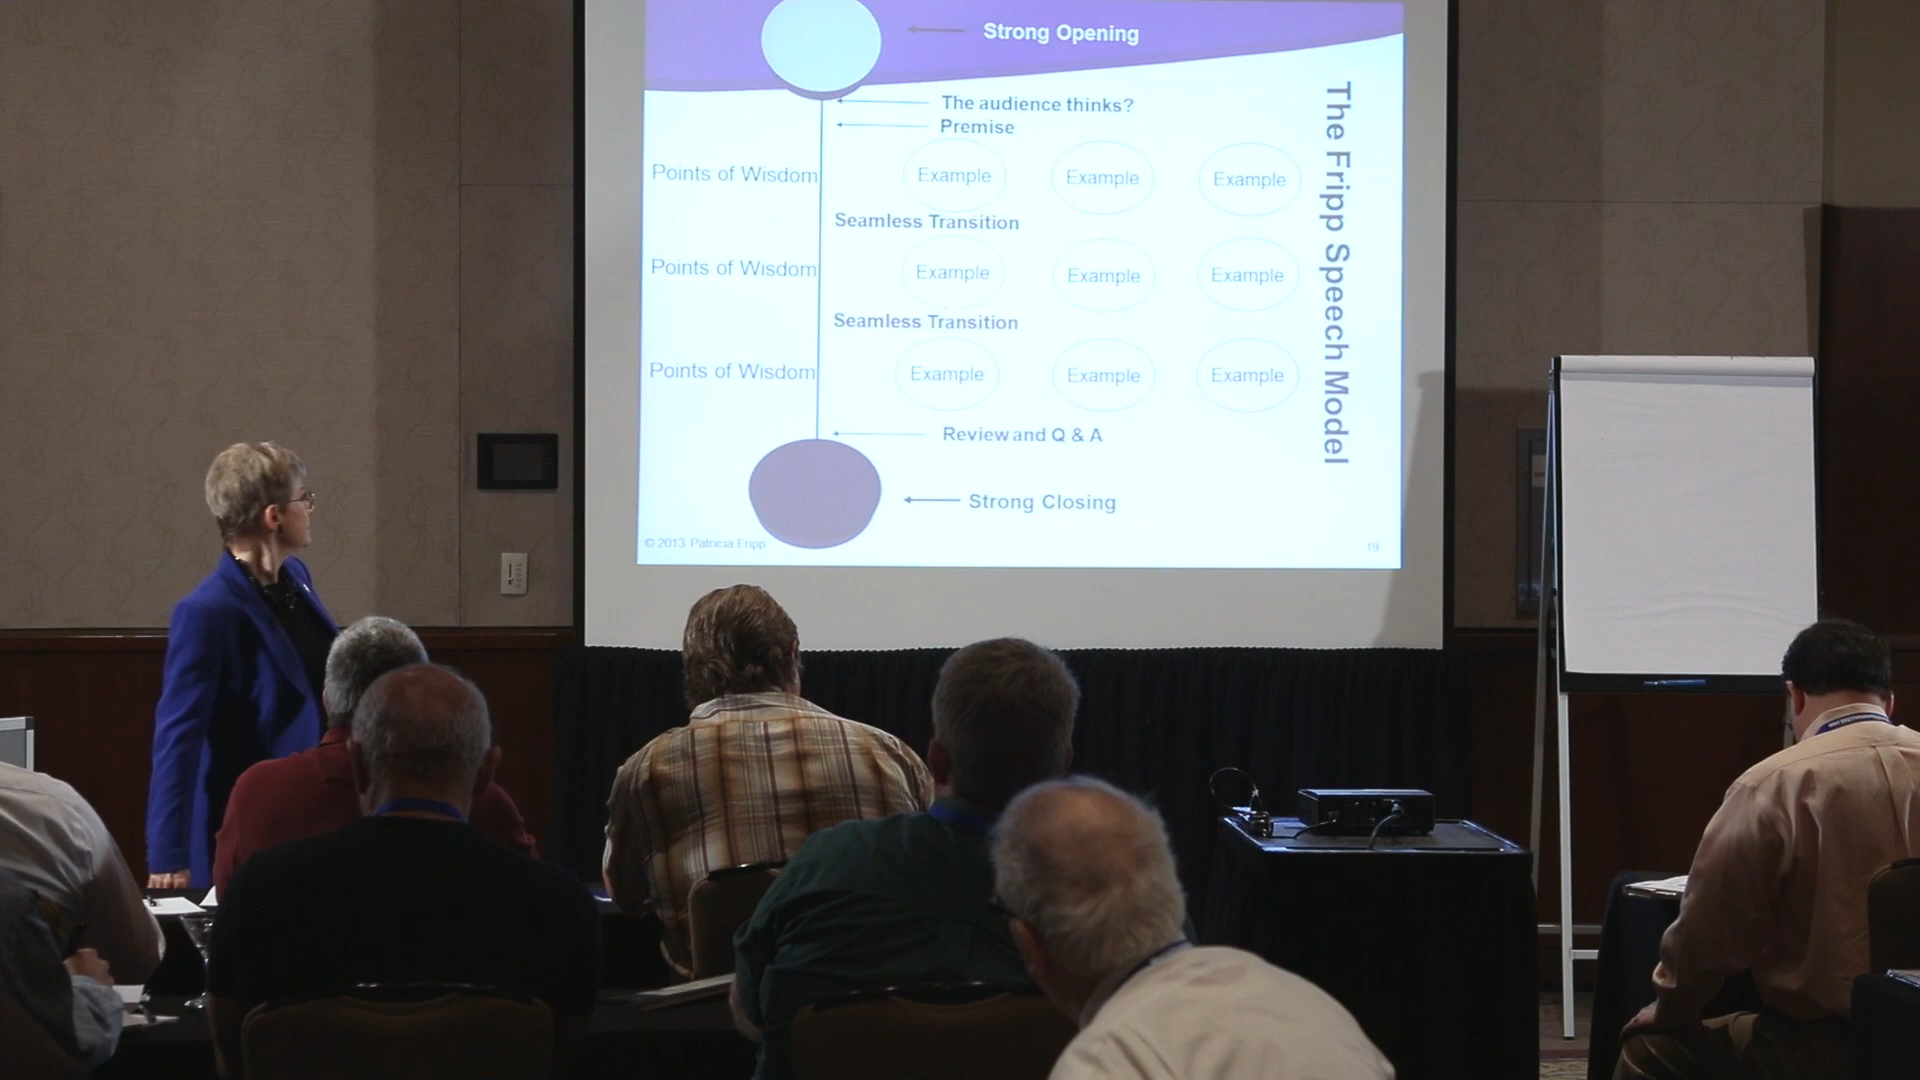 Strong Opening
The audience thinks?
Premise
Points of Wisdom
Example
Example
Example
Seamless Transition
Points of Wisdom
Example
Example
Example
Seamless Transition
Points of Wisdom
Example
Example
Example
Review and Q & A
Strong Closing
© 2013 Patricia Fripp
19
The Fripp Speech Model